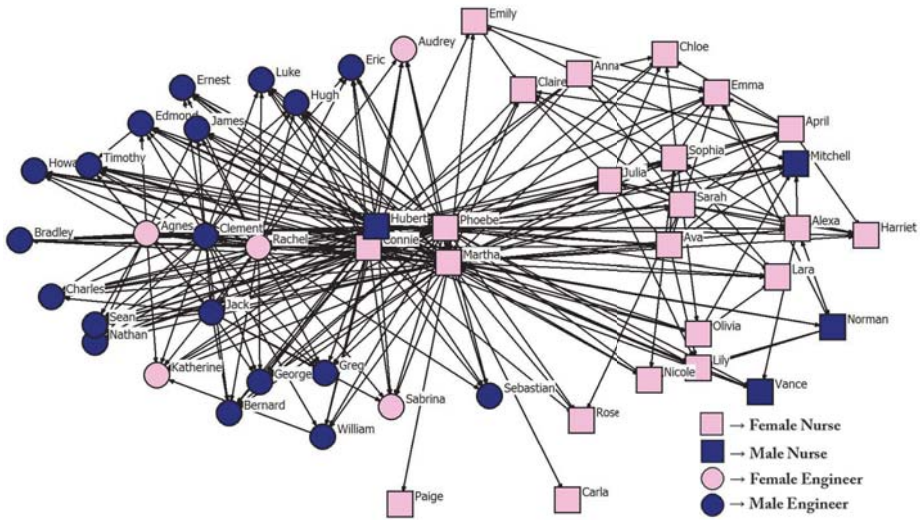 Emily
Audrey
Chloe
Eric
Luke
Ernest
Anna
Claire
Emma
Hugh
Edmond
James
April
Sophia
Mitchell
Timothy
Julia
Sarah
Hubert
Phoebe
Agnes
Clement
Alexa
Harriet
Bradley
Rachel
Connie
Ava
Martha
Lara
Charles
Jack
Sean
Norman
Nathan
Olivia
Katherine
George
Greg
Lily
Nicole
Sebastian
Vance
Bernard
Sabrina
Rose
William
→ Female Nurse
→ Male Nurse
→ Female Engineer
→ Male Engineer
Paige
Carla